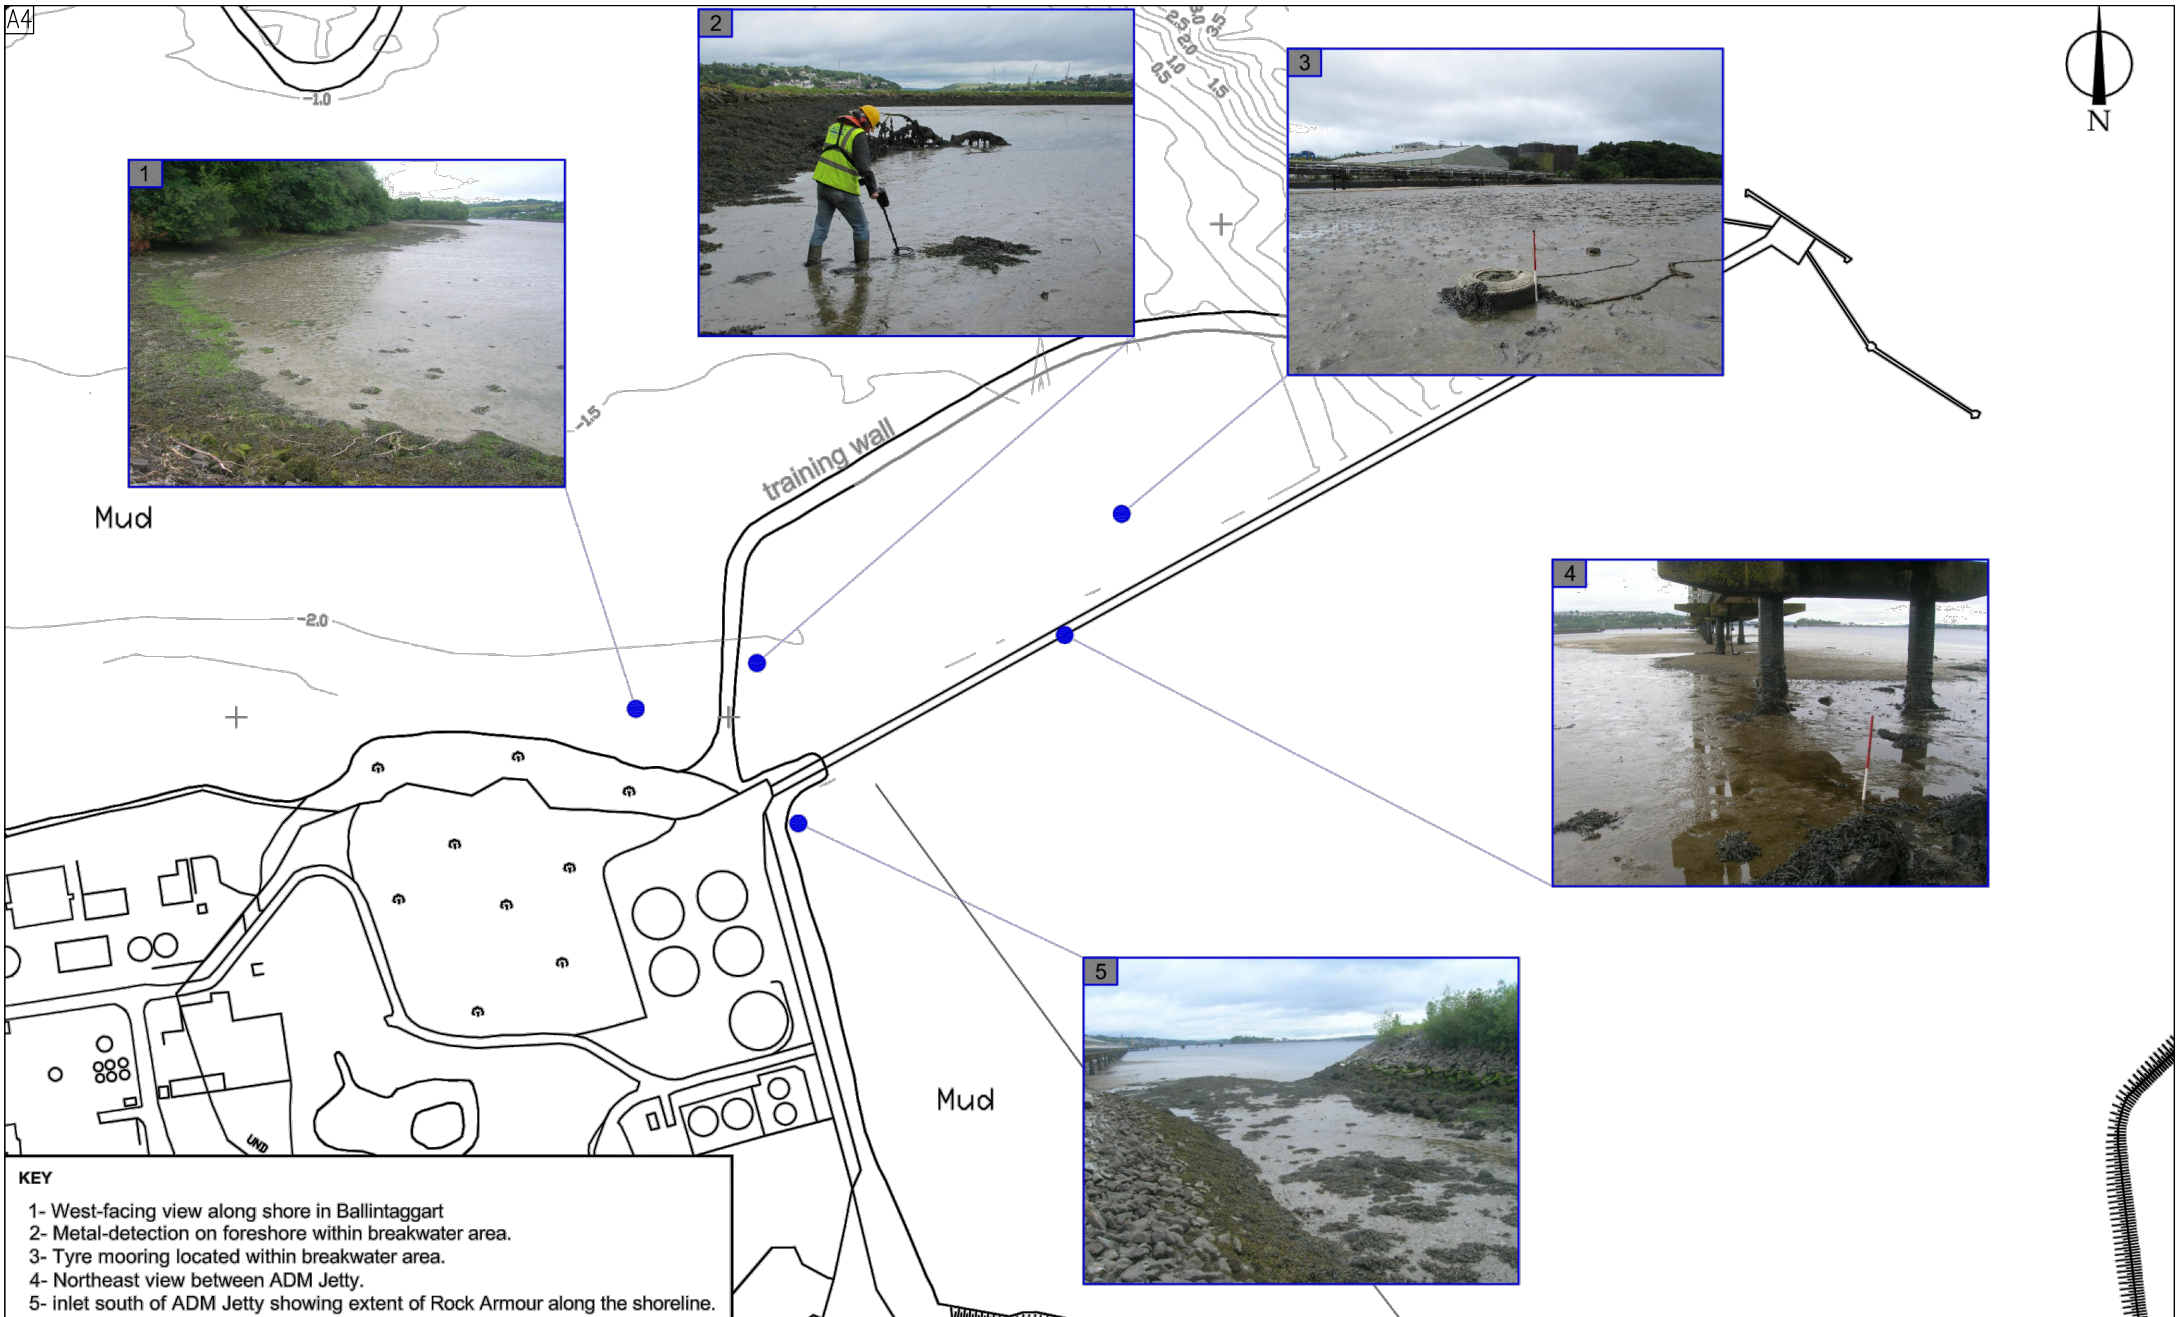 A4
2
3.0
3.5
2.5
2.0
1.0
0.5
1.5
3
N
-1.0
1
-1.5
training wall
Mud
4
-2.0
5
Mud
UND
KEY
1- West-facing view along shore in Ballintaggart
2- Metal-detection on foreshore within breakwater area.
3- Tyre mooring located within breakwater area.
4- Northeast view between ADM Jetty.
5- inlet south of ADM Jetty showing extent of Rock Armour along the shoreline.